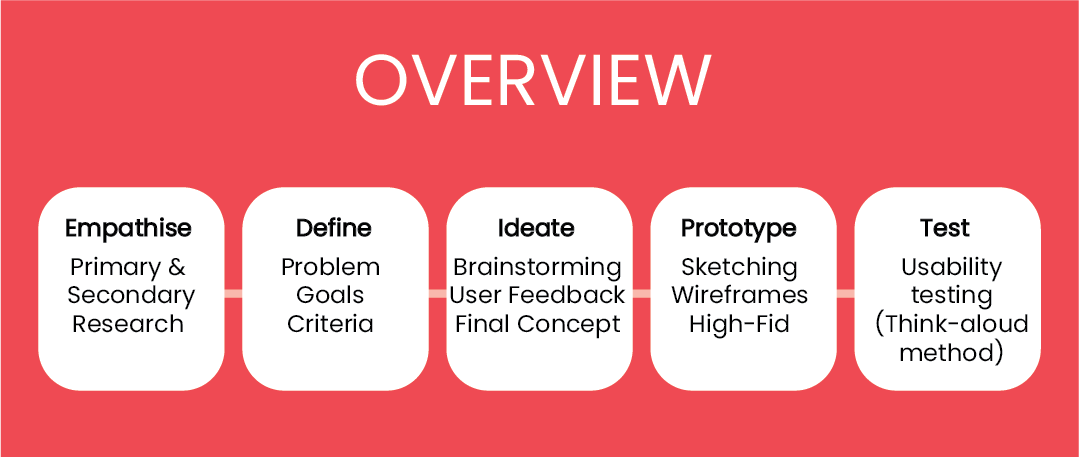 OVERVIEW
Empathise
Primary &
Secondary
Research
Define
Problem
Goals
Criteria
Ideate
Brainstorming
User Feedback
Final Concept
Prototype
Sketching
Wireframes
High-Fid
Test
Usability
testing
(Think-aloud
method)